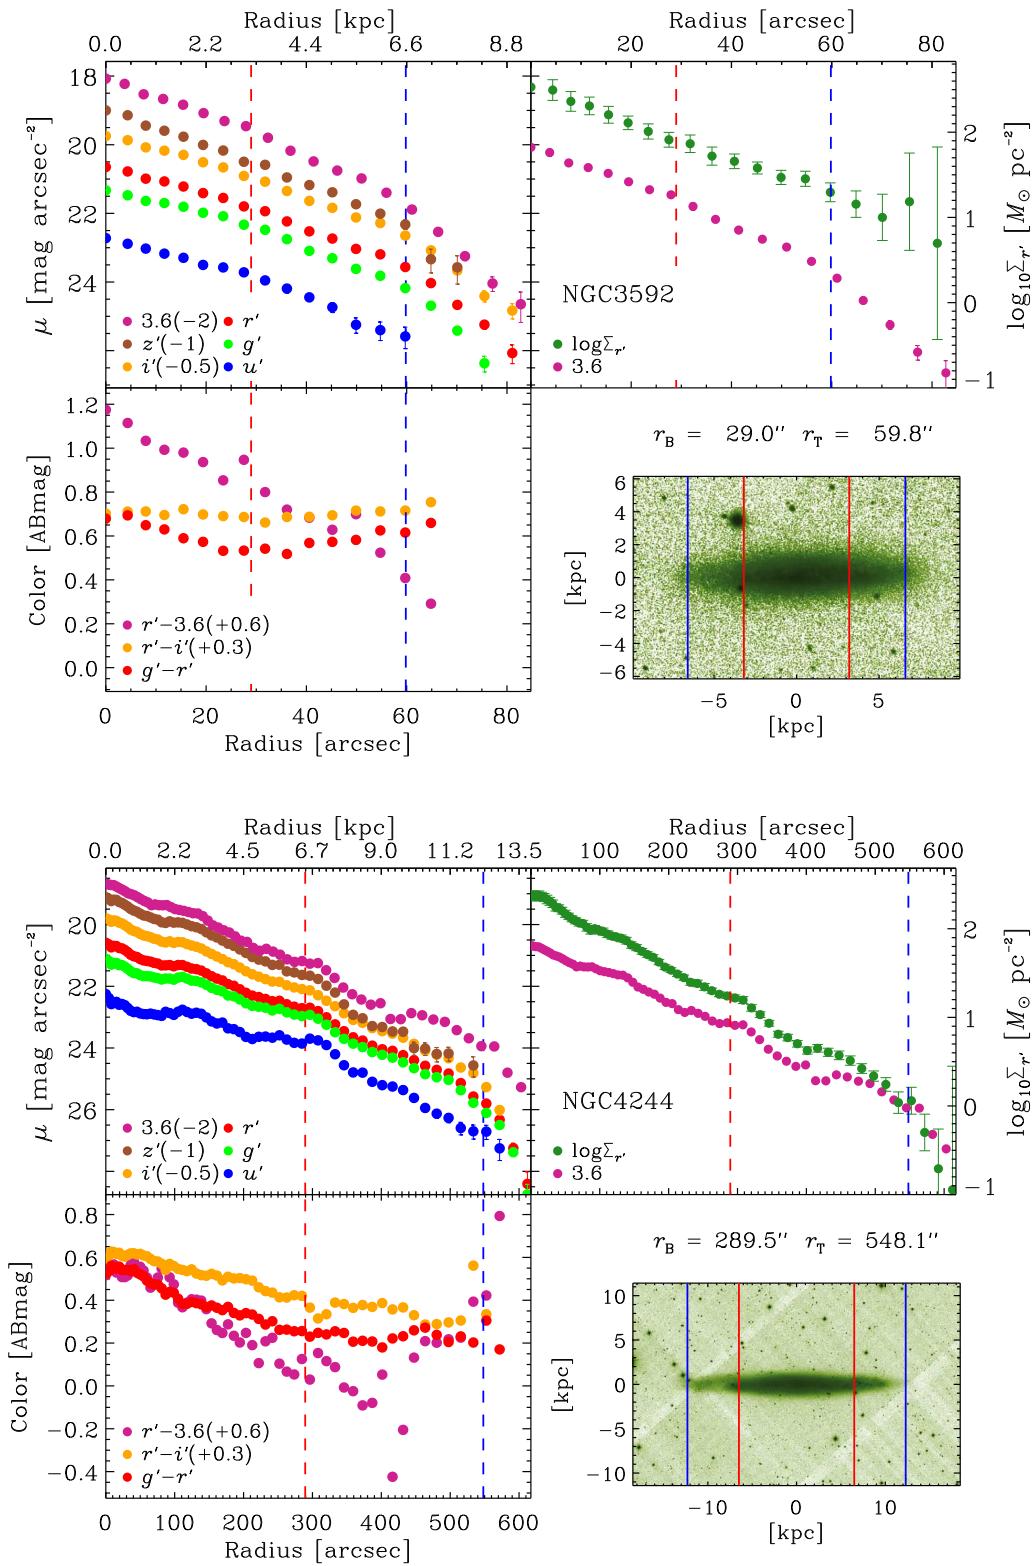 Radius [kpc] Radius [arcsec]
0.0 2.2 4.4 6.6 8.8 20 40 60 80
μ [mag arcsec⁻²]
18
20
22
24
3.6(−2) r′
z′(−1) g′
i′(−0.5) u′
NGC3592
logΣr′
3.6
2
1
0
−1
log₁₀Σr′ [M⊙ pc⁻²]
Color [ABmag]
1.2
1.0
0.8
0.6
0.4
0.2
0.0
r′−3.6(+0.6)
r′−i′(+0.3)
g′−r′
0 20 40 60 80
Radius [arcsec]
rB = 29.0″ rT = 59.8″
[kpc]
6
4
2
0
−2
−4
−6
−5 0 5
[kpc]
Radius [kpc] Radius [arcsec]
0.0 2.2 4.5 6.7 9.0 11.2 13.5 100 200 300 400 500 600
μ [mag arcsec⁻²]
20
22
24
26
3.6(−2) r′
z′(−1) g′
i′(−0.5) u′
NGC4244
logΣr′
3.6
2
1
0
−1
log₁₀Σr′ [M⊙ pc⁻²]
Color [ABmag]
0.8
0.6
0.4
0.2
0.0
−0.2
−0.4
r′−3.6(+0.6)
r′−i′(+0.3)
g′−r′
0 100 200 300 400 500 600
Radius [arcsec]
rB = 289.5″ rT = 548.1″
[kpc]
10
5
0
−5
−10
−10 0 10
[kpc]